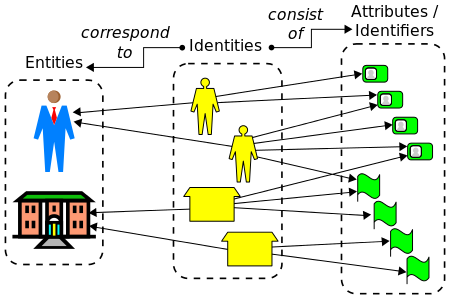 correspond
to
consist
of
Attributes /
Identifiers
Entities
Identities